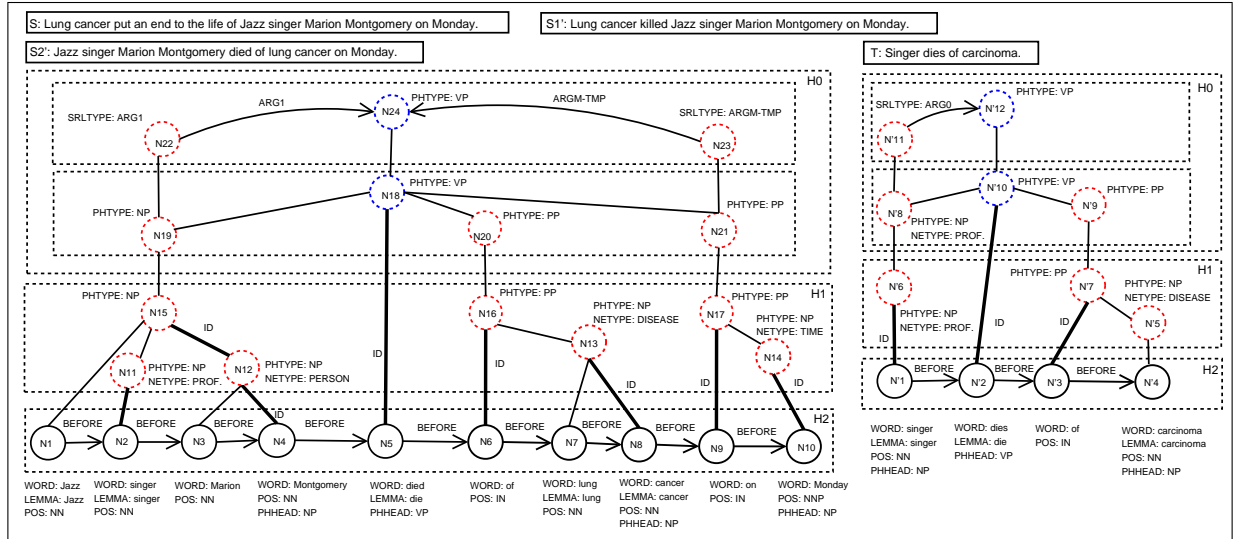 S: Lung cancer put an end to the life of Jazz singer Marion Montgomery on Monday.
S1': Lung cancer killed Jazz singer Marion Montgomery on Monday.
S2': Jazz singer Marion Montgomery died of lung cancer on Monday.
T: Singer dies of carcinoma.
H0
ARG1
PHTYPE: VP
N24
ARGM-TMP
SRLTYPE: ARG1
N22
SRLTYPE: ARGM-TMP
N23
PHTYPE: VP
N18
PHTYPE: NP
N19
PHTYPE: PP
N20
PHTYPE: PP
N21
H1
PHTYPE: NP
N15
ID
PHTYPE: PP
N16
PHTYPE: NP
NETYPE: DISEASE
N13
PHTYPE: PP
N17
PHTYPE: NP
NETYPE: TIME
N14
N11
PHTYPE: NP
NETYPE: PROF.
N12
PHTYPE: NP
NETYPE: PERSON
ID
ID
ID
ID
ID
ID
H2
N1
BEFORE
N2
BEFORE
N3
BEFORE
N4
BEFORE
N5
BEFORE
N6
BEFORE
N7
BEFORE
N8
BEFORE
N9
BEFORE
N10
WORD: Jazz
LEMMA: Jazz
POS: NN
WORD: singer
LEMMA: singer
POS: NN
WORD: Marion
POS: NN
WORD: Montgomery
POS: NN
PHHEAD: NP
WORD: died
LEMMA: die
PHHEAD: VP
WORD: of
POS: IN
WORD: lung
LEMMA: lung
POS: NN
WORD: cancer
LEMMA: cancer
POS: NN
PHHEAD: NP
WORD: on
POS: IN
WORD: Monday
POS: NNP
PHHEAD: NP
H0
PHTYPE: VP
SRLTYPE: ARG0
N'12
N'11
PHTYPE: VP
N'10
N'8
PHTYPE: NP
NETYPE: PROF.
PHTYPE: PP
N'9
H1
N'6
PHTYPE: NP
NETYPE: PROF.
PHTYPE: PP
N'7
PHTYPE: NP
NETYPE: DISEASE
N'5
ID
ID
ID
H2
N'1
BEFORE
N'2
BEFORE
N'3
BEFORE
N'4
WORD: singer
LEMMA: singer
POS: NN
PHHEAD: NP
WORD: dies
LEMMA: die
PHHEAD: VP
WORD: of
POS: IN
WORD: carcinoma
LEMMA: carcinoma
POS: NN
PHHEAD: NP